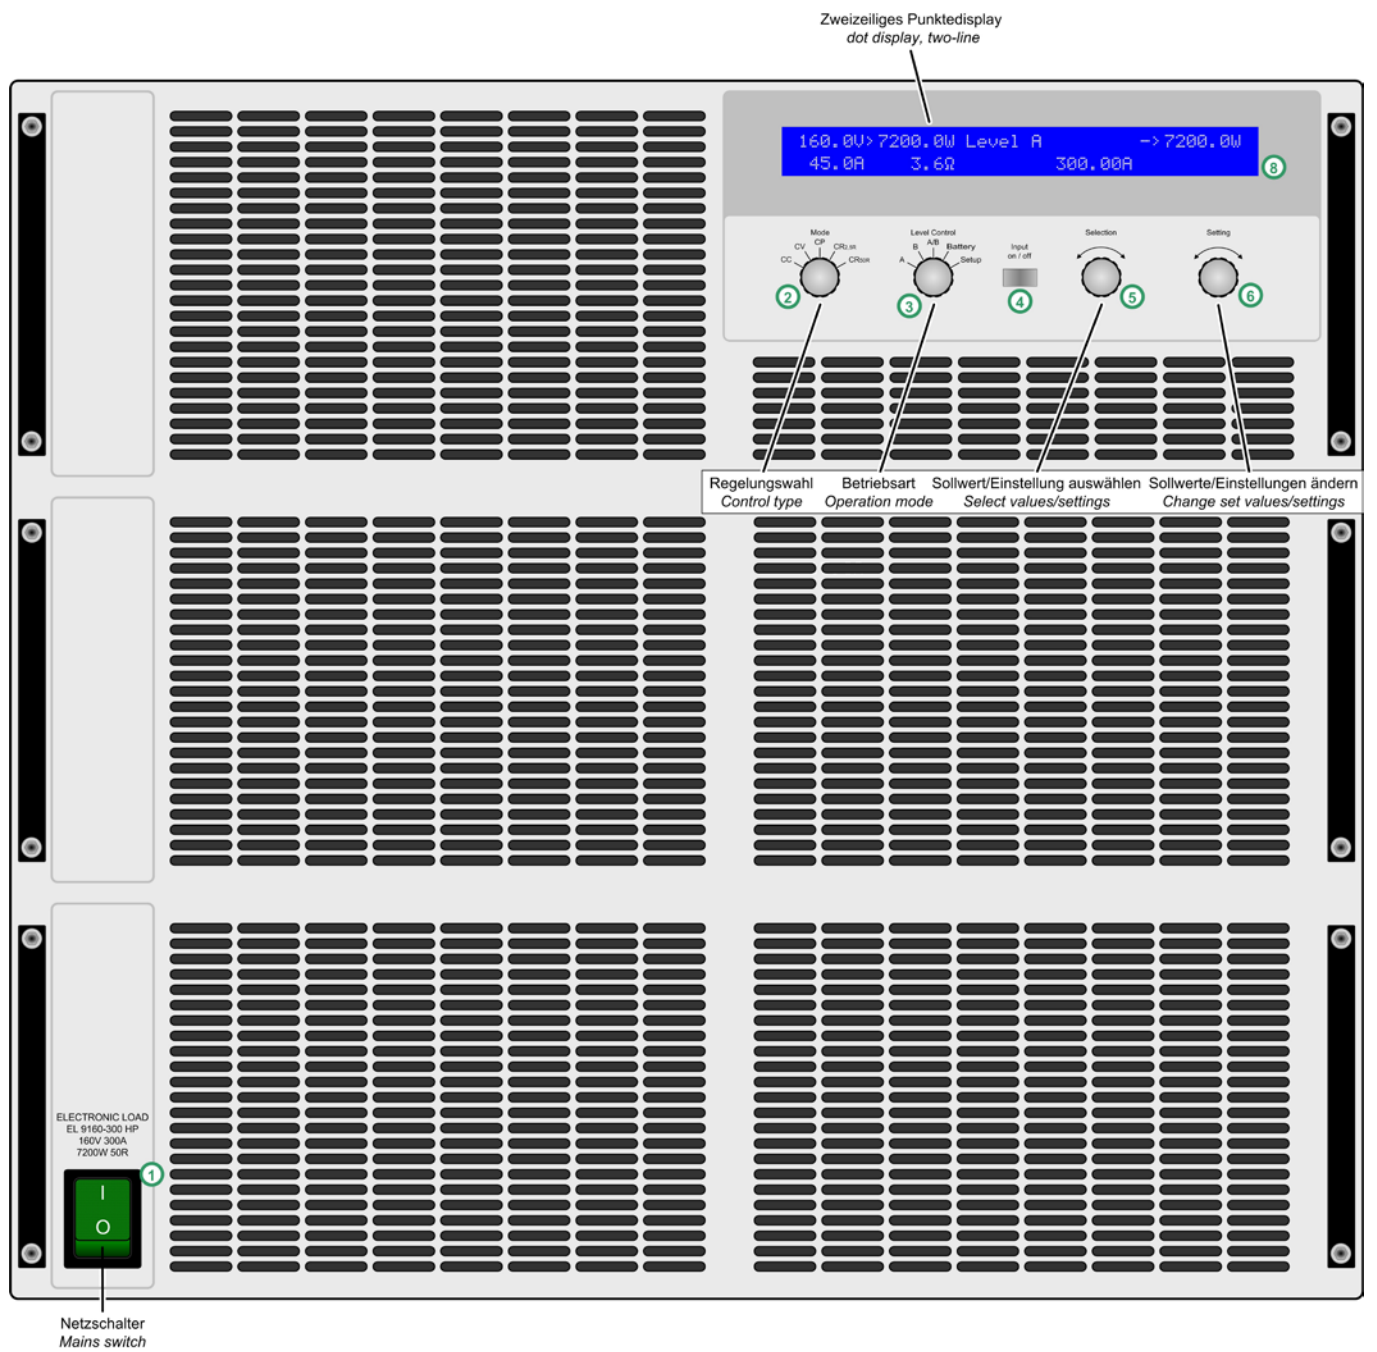 Zweizeiliges Punktedisplay
dot display, two-line
160.0V>7200.0W Level A ->7200.0W
45.0A 3.6Ω 300.00A
8
Mode
CC CV CP CR2,5R CR50R
2
Level Control
A B A/B Battery Setup
3
Input
on / off
4
Selection
5
Setting
6
Regelungswahl
Control type
Betriebsart
Operation mode
Sollwert/Einstellung auswählen
Select values/settings
Sollwerte/Einstellungen ändern
Change set values/settings
ELECTRONIC LOAD
EL 9160-300 HP
160V 300A
7200W 50R
1
I
O
Netzschalter
Mains switch